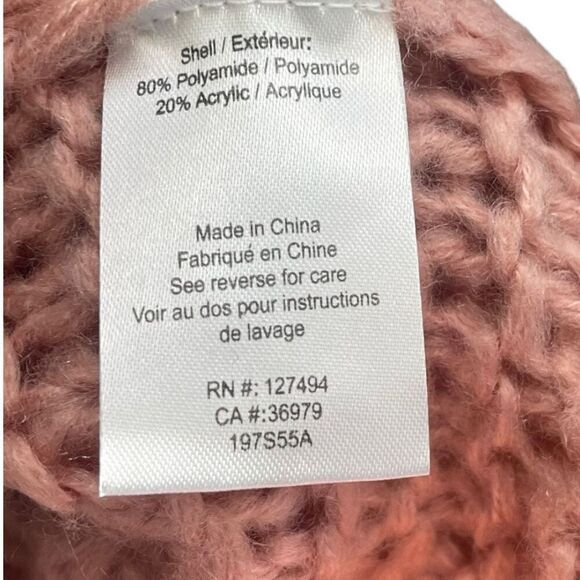 Shell / Extérieur:
80% Polyamide / Polyamide
20% Acrylic / Acrylique
Made in China
Fabriqué en Chine
See reverse for care
Voir au dos pour instructions
de lavage
RN #: 127494
CA #:36979
197S55A